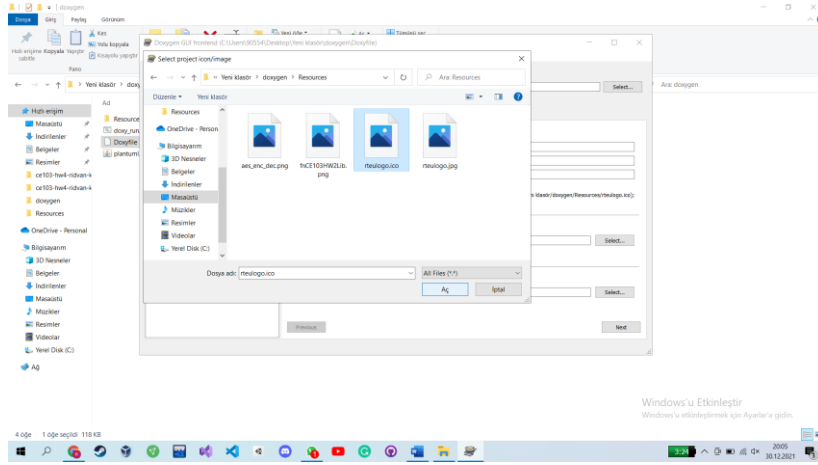 doxygen
Dosya
Giriş
Paylaş
Görünüm
Kes
Yolu kopyala
Kısayolu yapıştır
Hızlı erişime sabitle
Kopyala
Yapıştır
Pano
Doxygen GUI frontend (C:\Users\90554\Desktop\Yeni klasör\doxygen\Doxyfile)
Select project icon/image
Yeni klasör > doxygen > Resources
Ara: Resources
Düzenle
Yeni klasör
Resources
OneDrive - Person
Bilgisayarım
3D Nesneler
Belgeler
İndirilenler
Masaüstü
Müzikler
Resimler
Videolar
Yerel Disk (C:)
aes_enc_dec.png
rteulogo.ico
rteulogo.jpg
Dosya adı:
rteulogo.ico
All Files (*.*)
Aç
İptal
Select...
Select...
Select...
Previous
Next
Yeni klasör
Ara: doxygen
Ad
Resource
doxy_run
Doxyfile
plantuml
Hızlı erişim
Masaüstü
İndirilenler
Belgeler
Resimler
ce103-hw4-ridvan-k
ce103-hw4-ridvan-k
doxygen
Resources
OneDrive - Personal
Bilgisayarım
3D Nesneler
Belgeler
İndirilenler
Masaüstü
Müzikler
Resimler
Videolar
Yerel Disk (C:)
Ağ
4 öğe
1 öğe seçildi 118 KB
Windows'u Etkinleştir
Windows'u etkinleştirmek için Ayarlar'a gidin.
3:24
20:05
30.12.2021